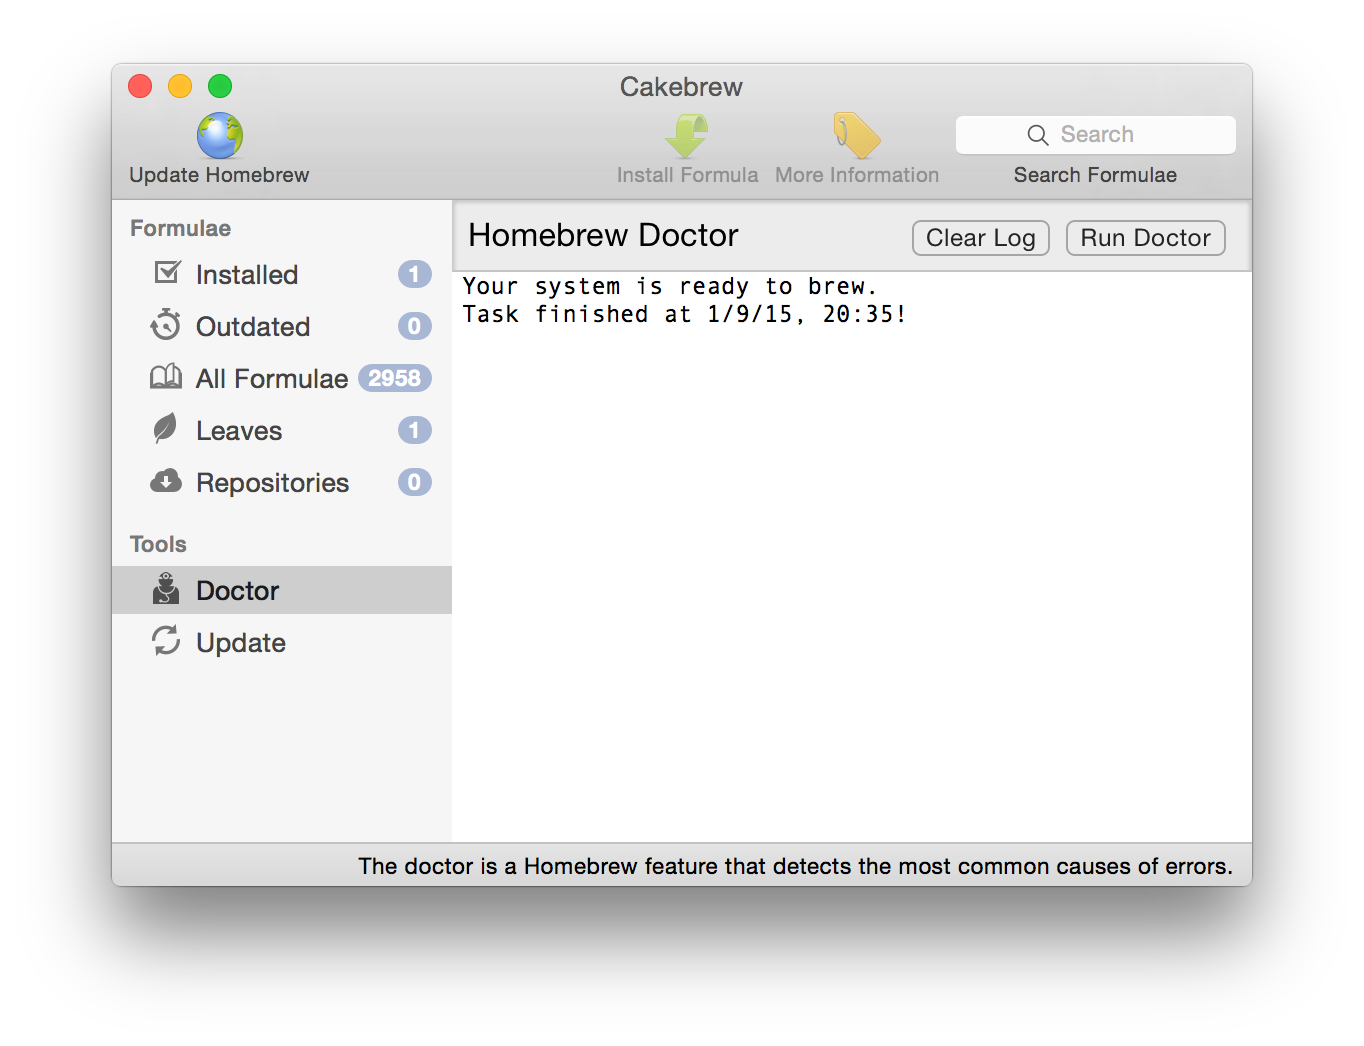 Cakebrew
Update Homebrew
Install Formula
More Information
Search
Search Formulae
Formulae
Installed 1
Outdated 0
All Formulae 2958
Leaves 1
Repositories 0
Tools
Doctor
Update
Homebrew Doctor
Clear Log
Run Doctor
Your system is ready to brew.
Task finished at 1/9/15, 20:35!
The doctor is a Homebrew feature that detects the most common causes of errors.